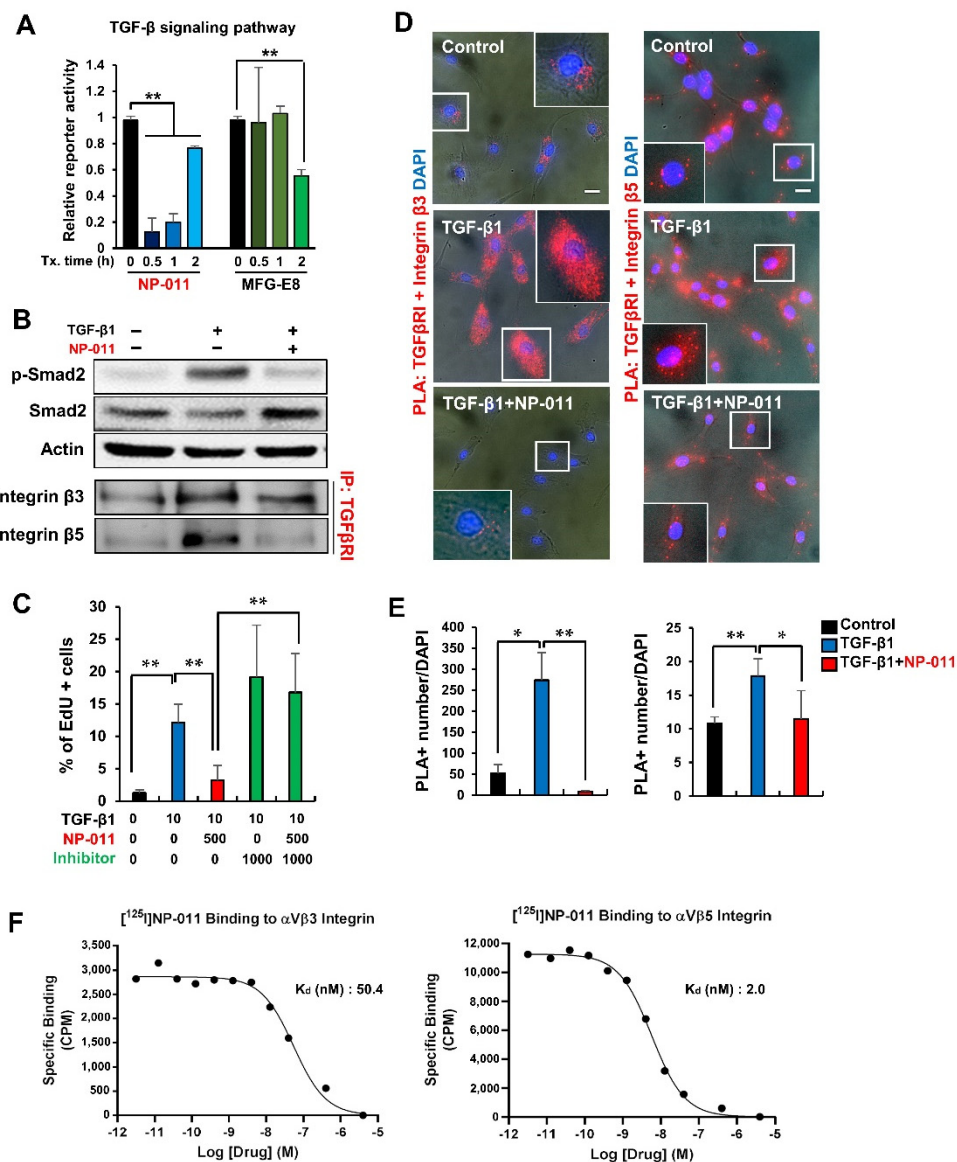 A
TGF-β signaling pathway
**
**
Relative reporter activity
1.4
1.2
1
0.8
0.6
0.4
0.2
0
Tx. time (h) 0 0.5 1 2 0 0.5 1 2
NP-011 MFG-E8
B
TGF-β1 – + +
NP-011 – – +
p-Smad2
Smad2
Actin
ntegrin β3
ntegrin β5
IP: TGFβRI
C
% of EdU + cells
30
25
20
15
10
5
0
** ** **
TGF-β1 0 10 10 10 10
NP-011 0 0 500 0 500
Inhibitor 0 0 0 1000 1000
D
PLA: TGFβRI + Integrin β3 DAPI
Control
TGF-β1
TGF-β1+NP-011
PLA: TGFβRI + Integrin β5 DAPI
Control
TGF-β1
TGF-β1+NP-011
E
PLA+ number/DAPI
400
350
300
250
200
150
100
50
0
* **
PLA+ number/DAPI
25
20
15
10
5
0
** *
Control
TGF-β1
TGF-β1+NP-011
F
[¹²⁵I]NP-011 Binding to αVβ3 Integrin
Specific Binding
(CPM)
3,500
3,000
2,500
2,000
1,500
1,000
500
0
Kd (nM) : 50.4
-12 -11 -10 -9 -8 -7 -6 -5
Log [Drug] (M)
[¹²⁵I]NP-011 Binding to αVβ5 Integrin
Specific Binding
(CPM)
12,000
10,000
8,000
6,000
4,000
2,000
0
Kd (nM) : 2.0
-12 -11 -10 -9 -8 -7 -6 -5
Log [Drug] (M)